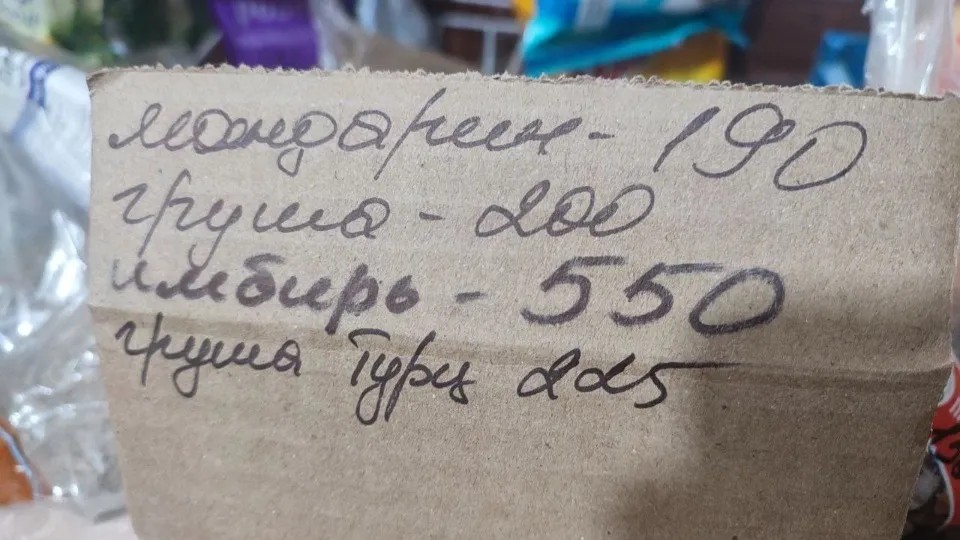 мандарин - 190
груша - 200
имбирь - 550
груша Турц 225